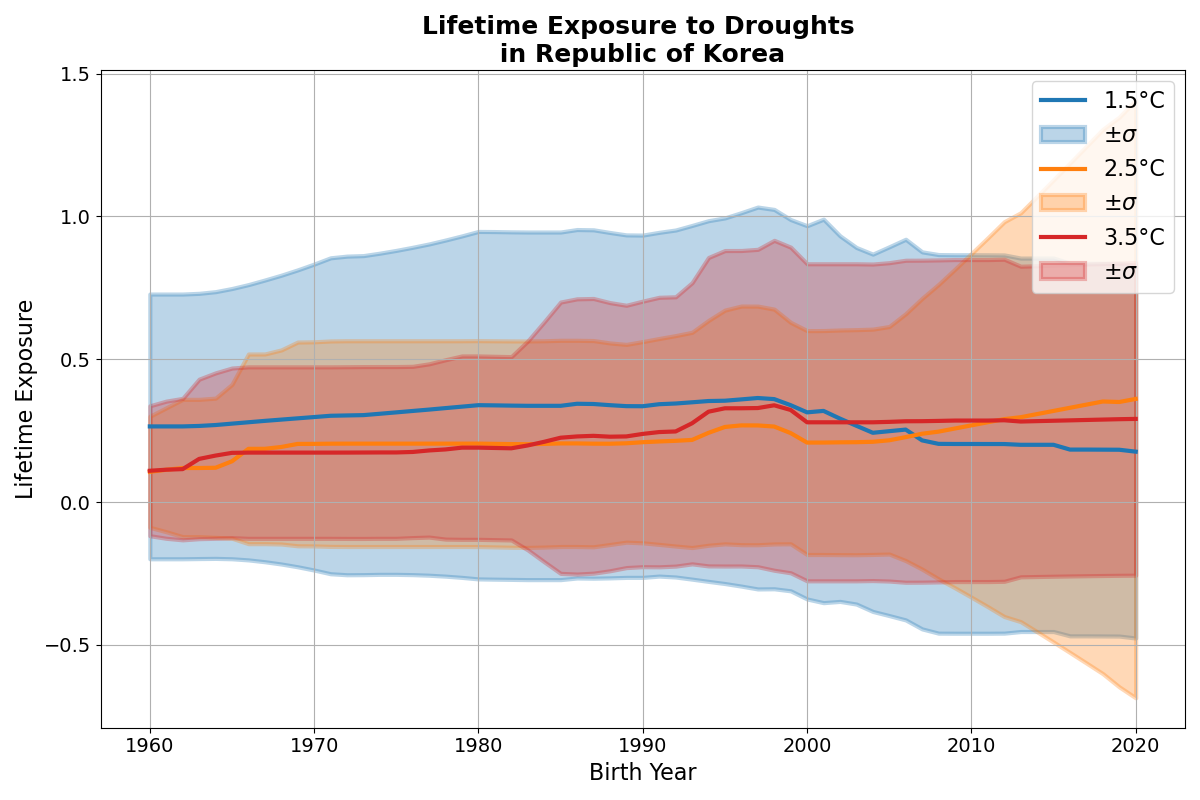 Lifetime Exposure to Droughts
in Republic of Korea
1.5
1.0
0.5
0.0
−0.5
Lifetime Exposure
1.5°C
±σ
2.5°C
±σ
3.5°C
±σ
1960 1970 1980 1990 2000 2010 2020
Birth Year